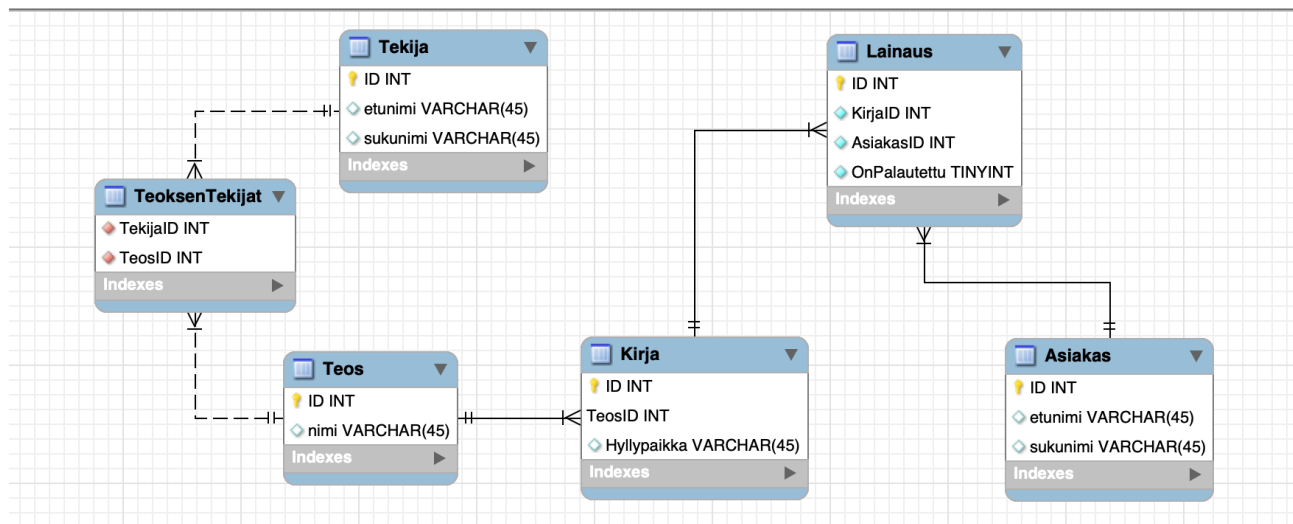 Tekija
ID INT
etunimi VARCHAR(45)
sukunimi VARCHAR(45)
Indexes
Lainaus
ID INT
KirjaID INT
AsiakasID INT
OnPalautettu TINYINT
Indexes
TeoksenTekijat
TekijaID INT
TeosID INT
Indexes
Teos
ID INT
nimi VARCHAR(45)
Indexes
Kirja
ID INT
TeosID INT
Hyllypaikka VARCHAR(45)
Indexes
Asiakas
ID INT
etunimi VARCHAR(45)
sukunimi VARCHAR(45)
Indexes